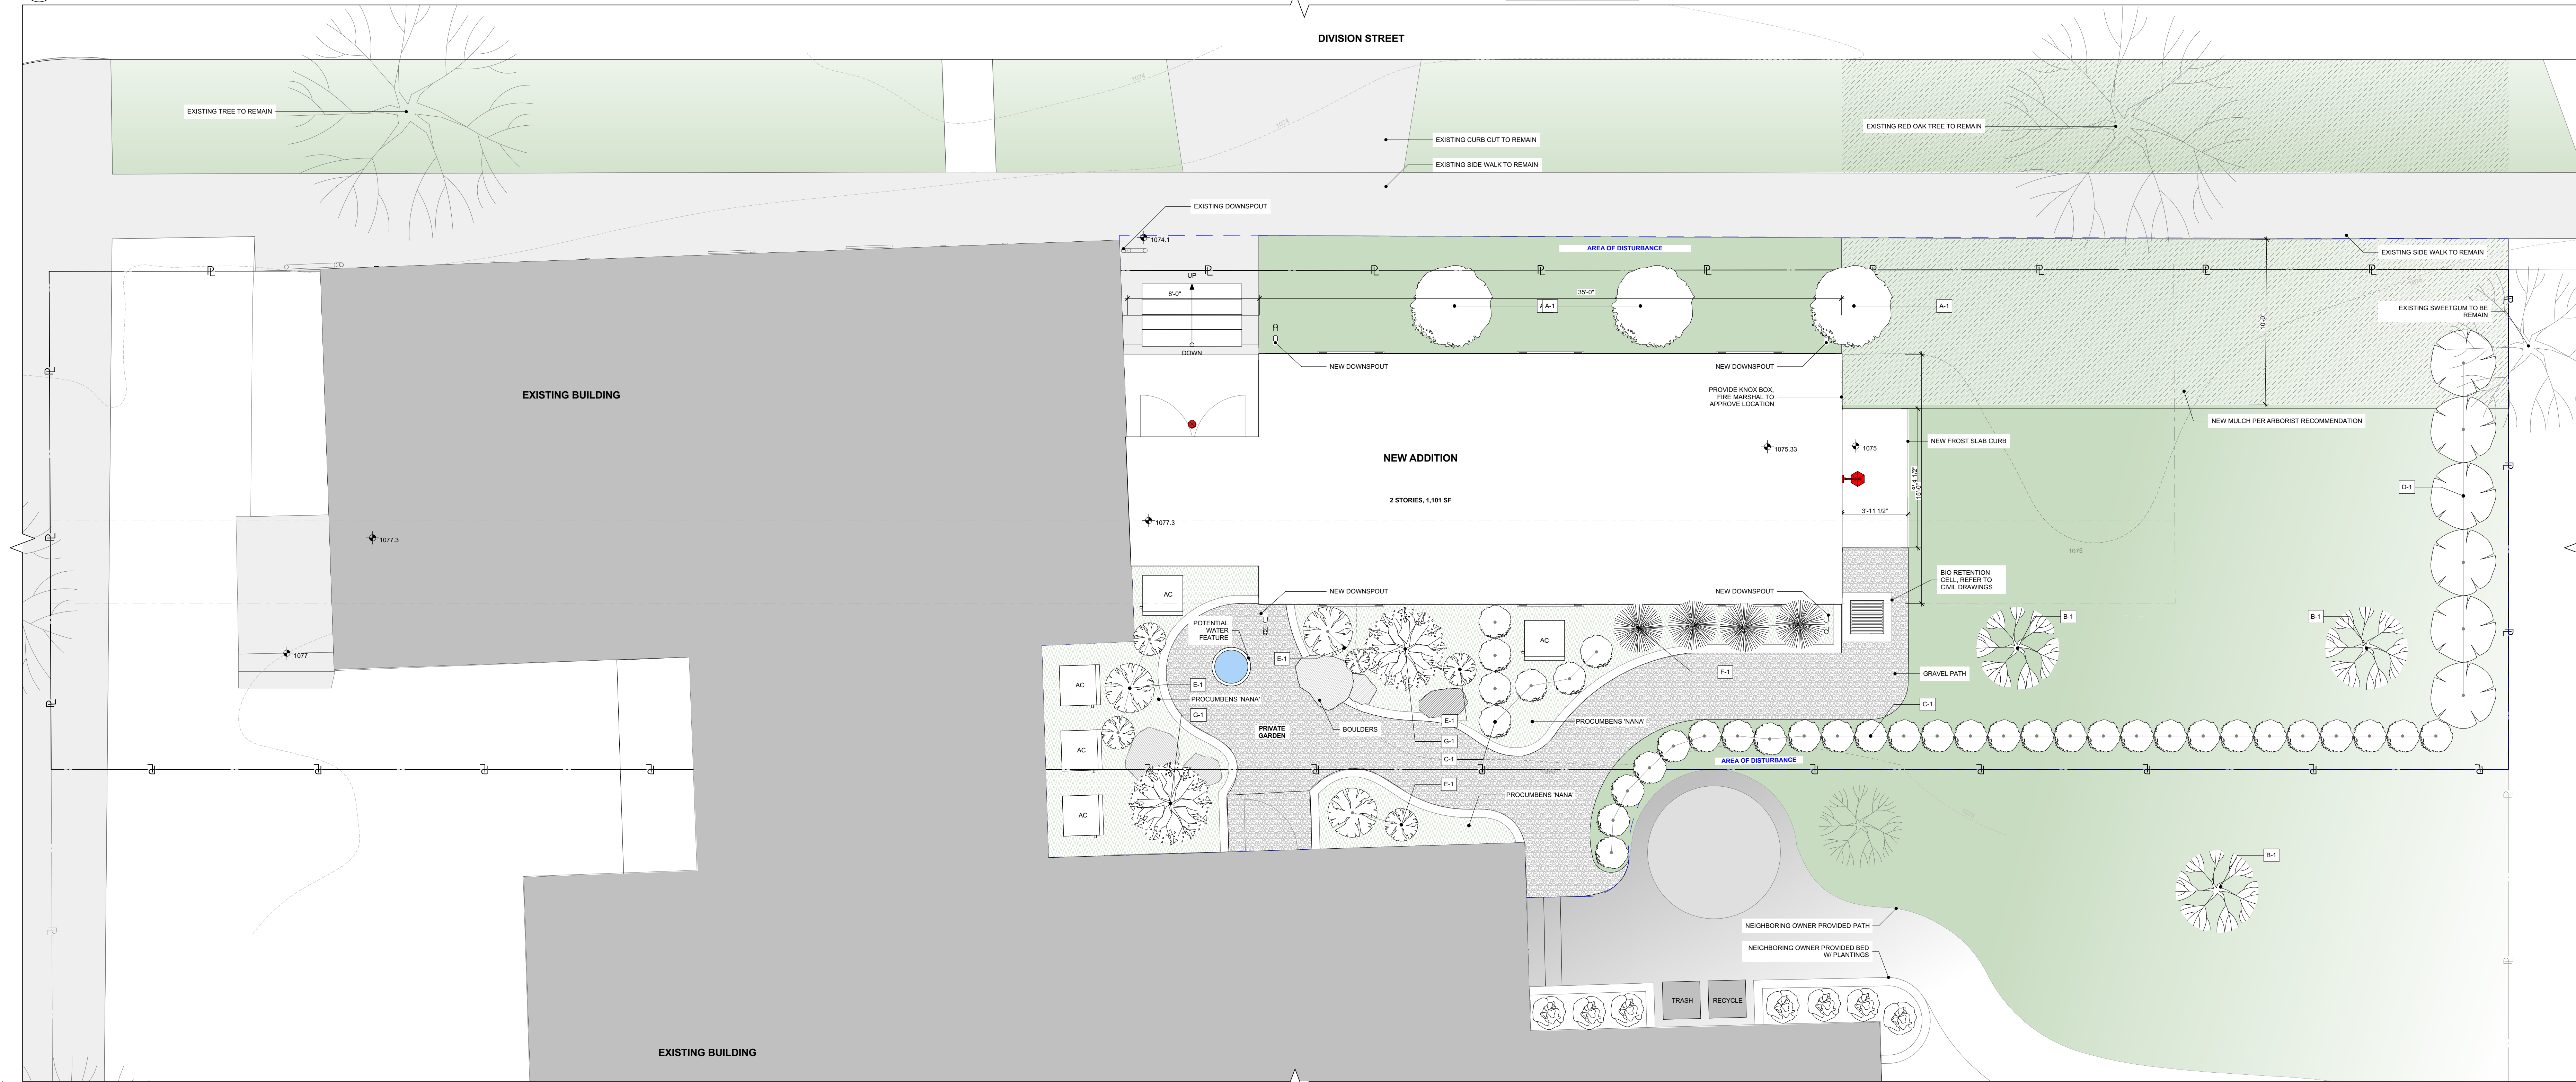 DIVISION STREET
1074
1074
EXISTING TREE TO REMAIN
EXISTING CURB CUT TO REMAIN
EXISTING RED OAK TREE TO REMAIN
EXISTING SIDE WALK TO REMAIN
EXISTING DOWNSPOUT
1074.1
AREA OF DISTURBANCE
EXISTING SIDE WALK TO REMAIN
UP
8'-0"
35'-0"
A-1
A-1
EXISTING SWEETGUM TO BE
REMAIN
10'-0"
DOWN
NEW DOWNSPOUT
NEW DOWNSPOUT
PROVIDE KNOX BOX,
FIRE MARSHAL TO
APPROVE LOCATION
EXISTING BUILDING
NEW MULCH PER ARBORIST RECOMMENDATION
NEW FROST SLAB CURB
NEW ADDITION
1075.33
1075
2 STORIES, 1,101 SF
15'-0"
3'-11 1/2"
D-1
1077.3
1077.3
1075
BIO RETENTION
CELL, REFER TO
CIVIL DRAWINGS
AC
NEW DOWNSPOUT
NEW DOWNSPOUT
POTENTIAL
WATER
FEATURE
AC
B-1
B-1
1077
E-1
F-1
GRAVEL PATH
AC
E-1
PROCUMBENS 'NANA'
G-1
C-1
PRIVATE
GARDEN
BOULDERS
E-1
PROCUMBENS 'NANA'
G-1
AC
C-1
AREA OF DISTURBANCE
E-1
PROCUMBENS 'NANA'
AC
B-1
NEIGHBORING OWNER PROVIDED PATH
NEIGHBORING OWNER PROVIDED BED
W/ PLANTINGS
TRASH
RECYCLE
EXISTING BUILDING